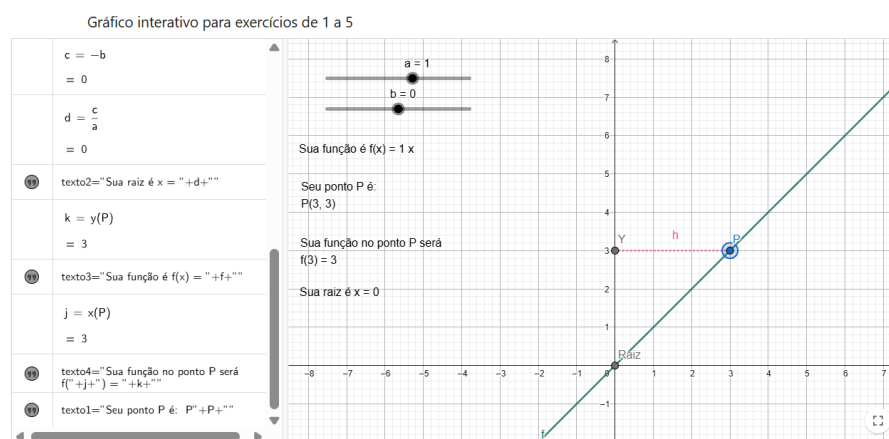 Gráfico interativo para exercícios de 1 a 5
c = −b
= 0
d = c/a
= 0
texto2="Sua raiz é x = "+d+""
k = y(P)
= 3
texto3="Sua função é f(x) = "+f+""
j = x(P)
= 3
texto4="Sua função no ponto P será
f("+j+") = "+k+""
texto1="Seu ponto P é:  P"+P+""
a = 1
b = 0
Sua função é f(x) = 1 x
Seu ponto P é:
P(3, 3)
Sua função no ponto P será
f(3) = 3
Sua raiz é x = 0
8
7
6
5
4
Y
h
P
3
2
1
Raiz
−8 −7 −6 −5 −4 −3 −2 −1 0 1 2 3 4 5 6 7
−1
f